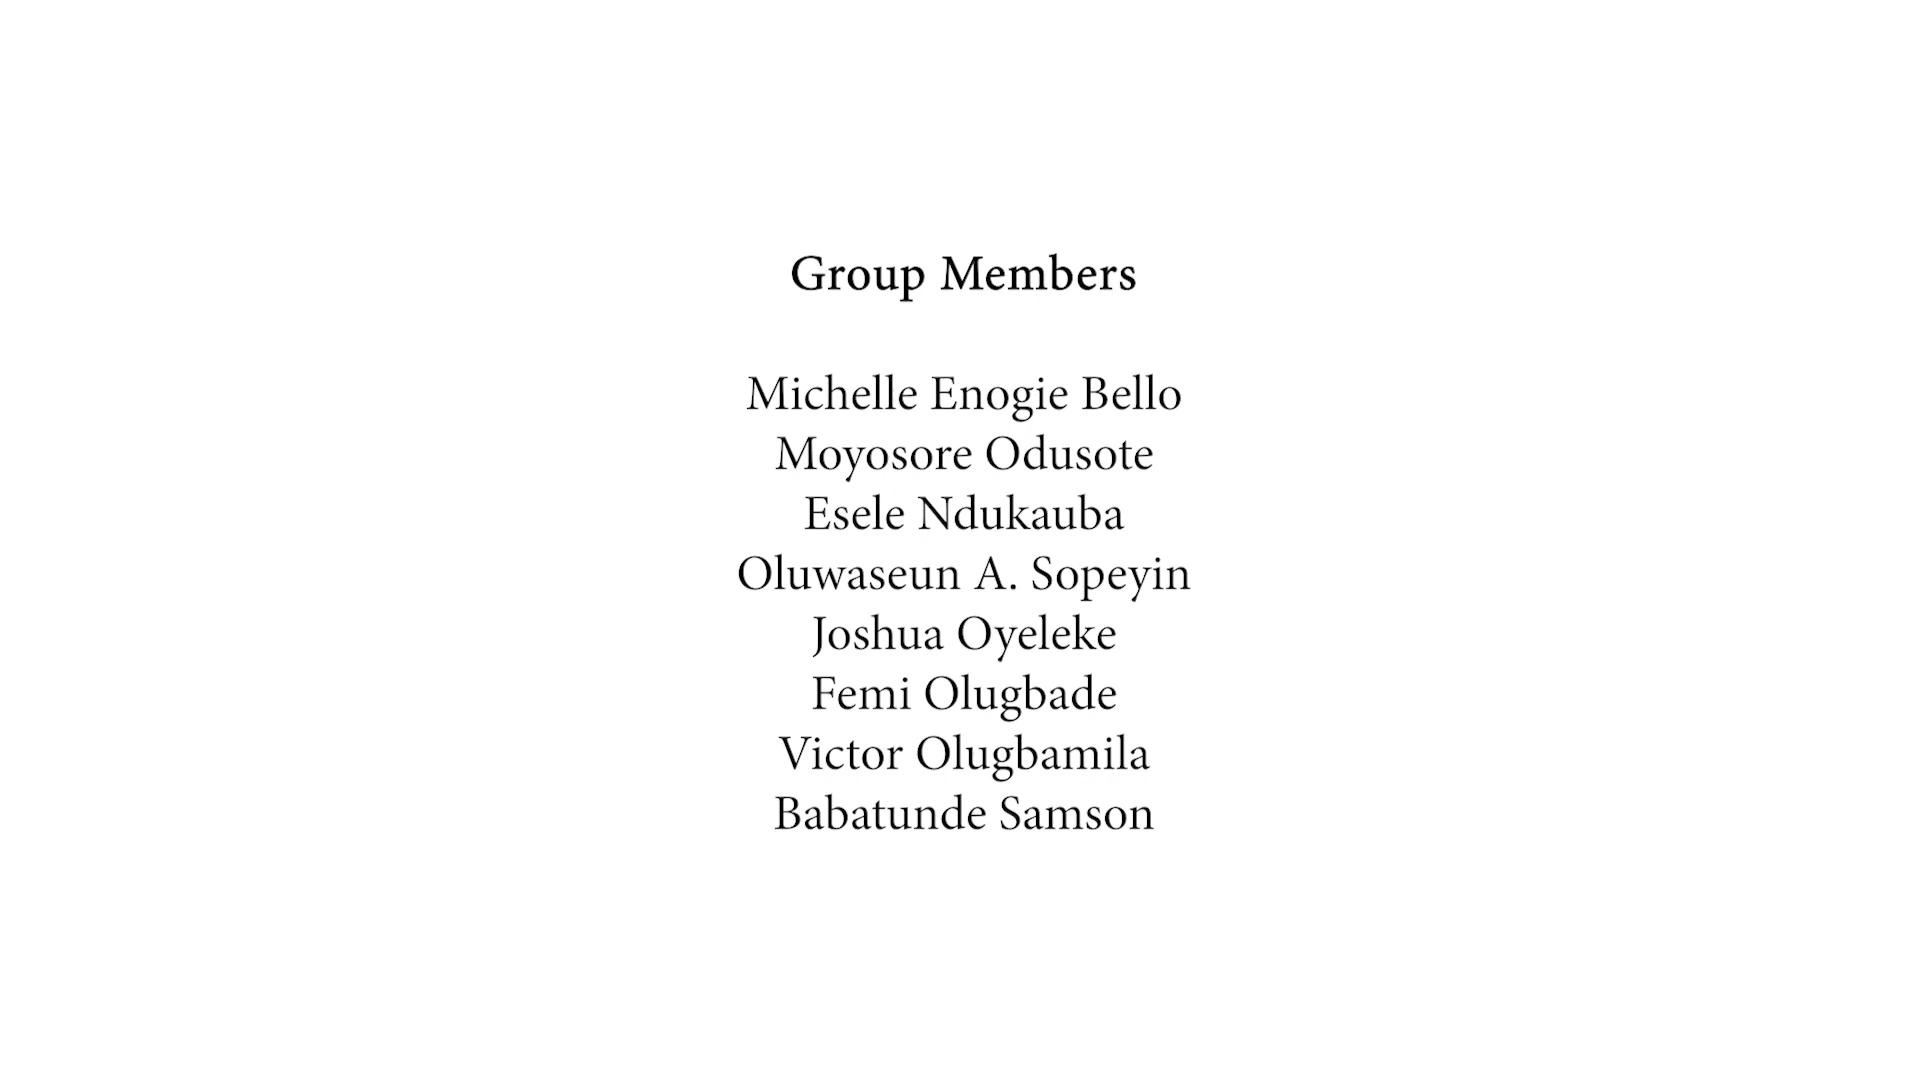 Group Members
Michelle Enogie Bello
Moyosore Odusote
Esele Ndukauba
Oluwaseun A. Sopeyin
Joshua Oyeleke
Femi Olugbade
Victor Olugbamila
Babatunde Samson